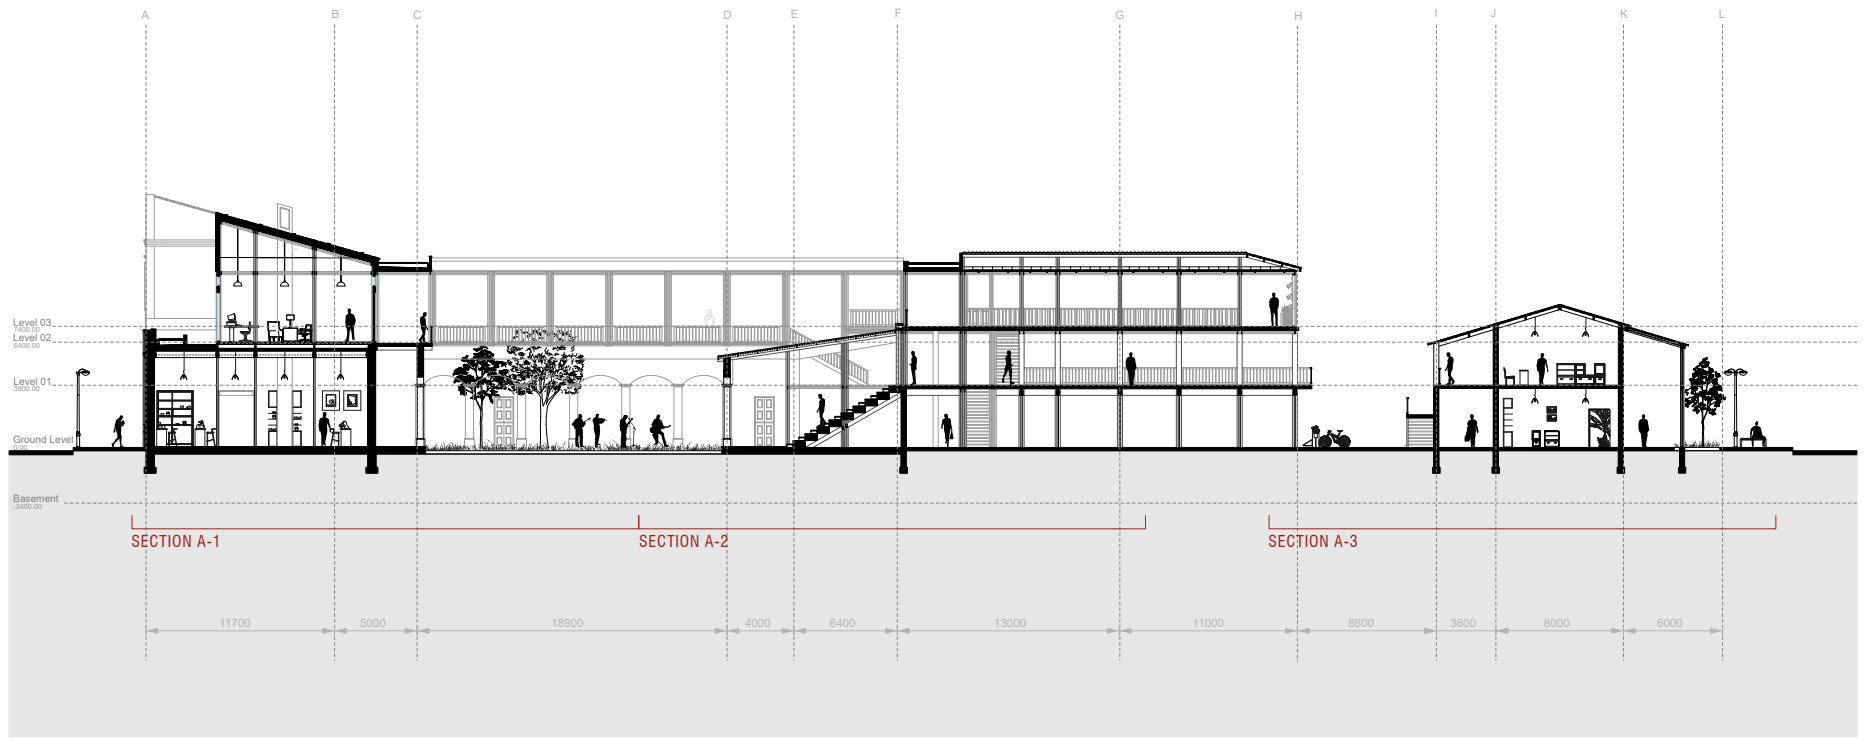 A B C D E F G H I J K L
Level 03
7400.00
Level 02
6400.00
Level 01
3800.00
Ground Level
0.00
Basement
-3400.00
SECTION A-1 SECTION A-2 SECTION A-3
11700 5000 18900 4000 6400 13000 11000 8600 3600 8000 6000